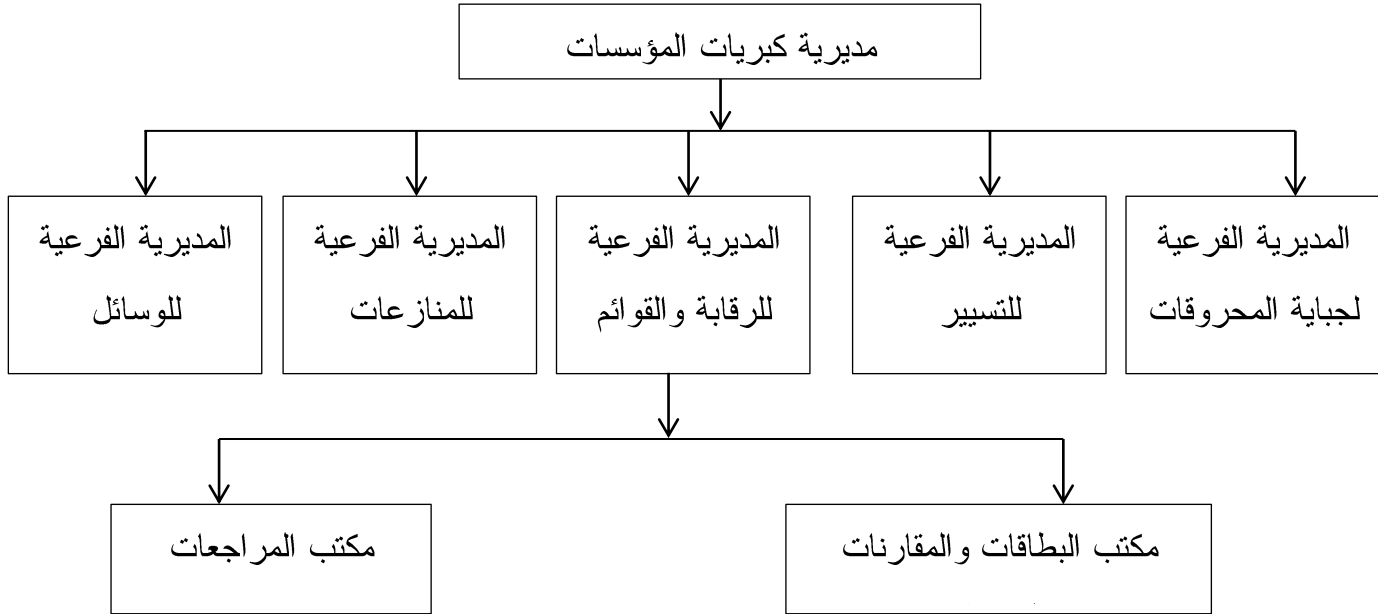 مديرية كبريات المؤسسات
المديرية الفرعية
لجباية المحروقات
المديرية الفرعية
للتسيير
المديرية الفرعية
للرقابة والقوائم
المديرية الفرعية
للمنازعات
المديرية الفرعية
للوسائل
مكتب البطاقات والمقارنات
مكتب المراجعات